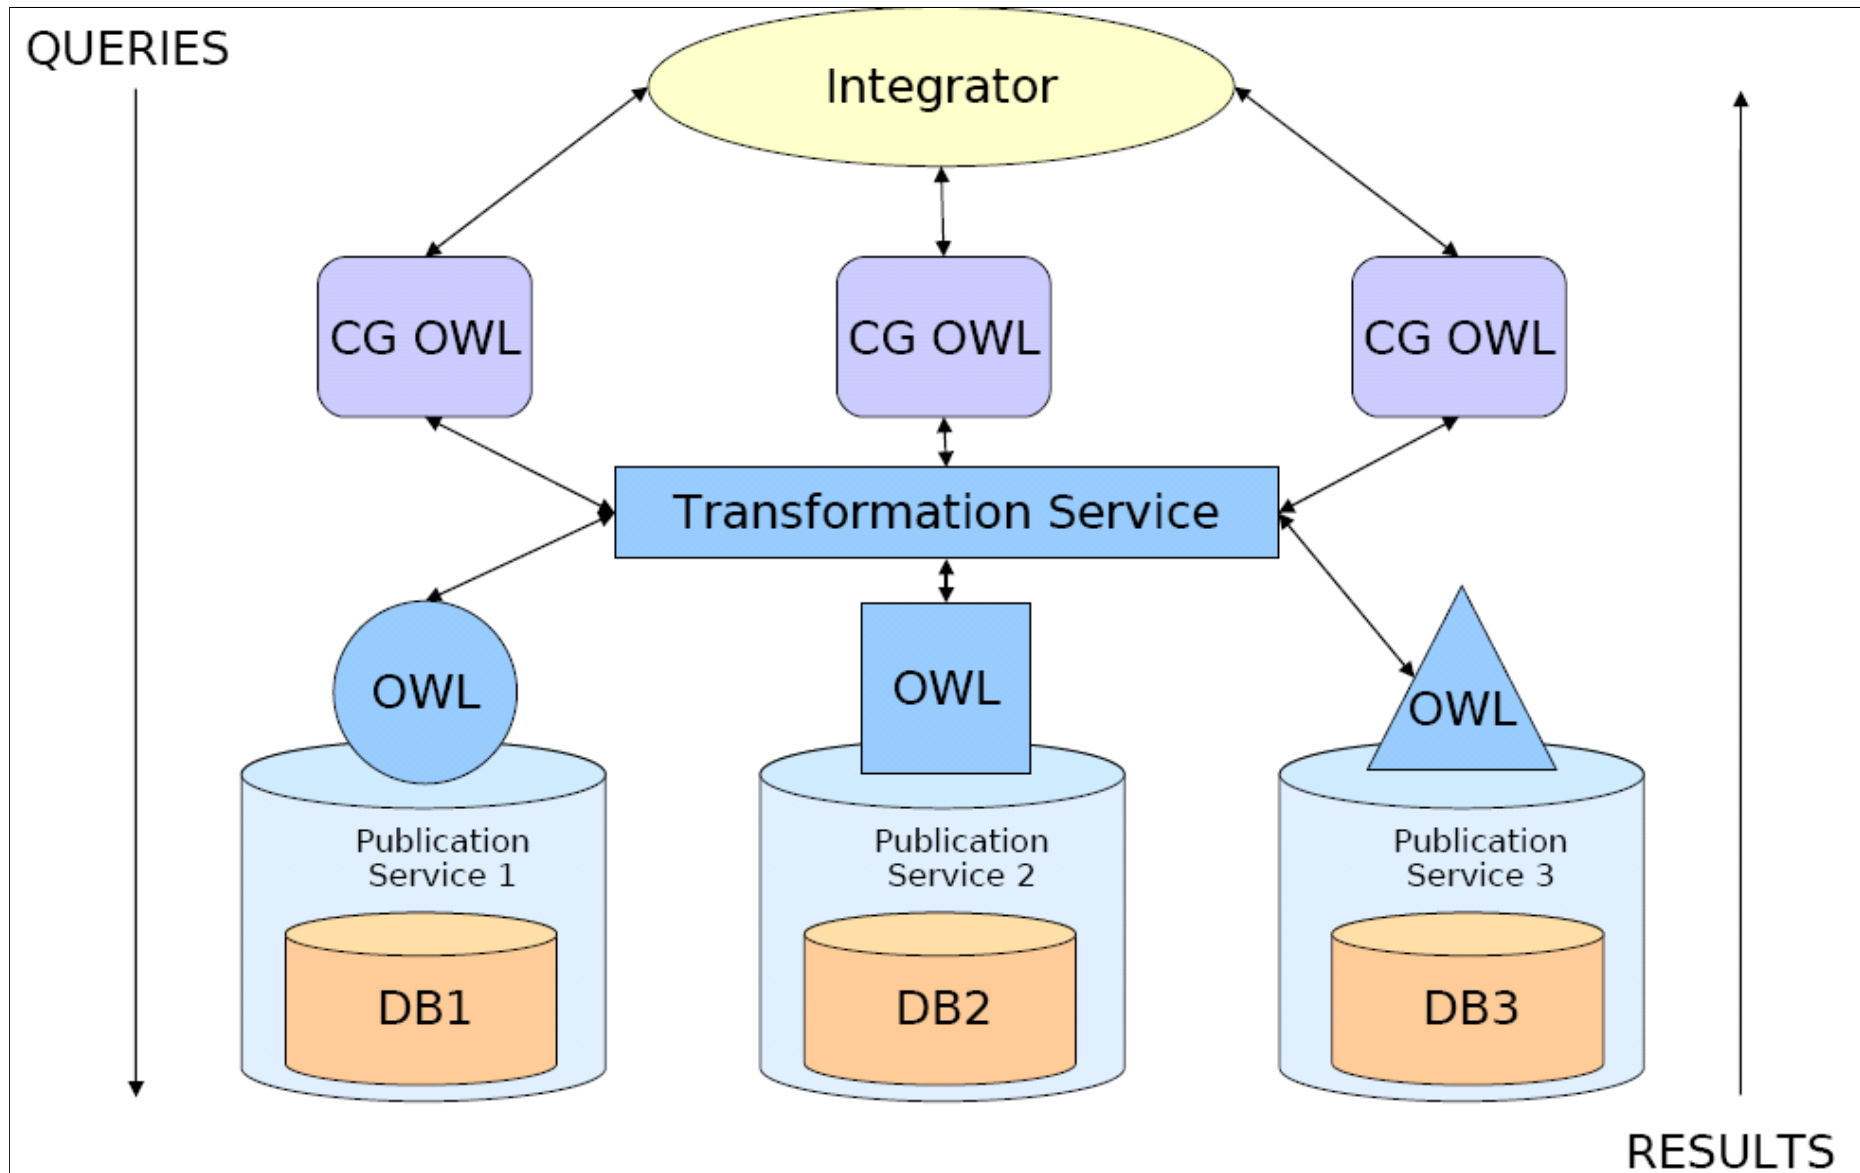 QUERIES
Integrator
CG OWL
CG OWL
CG OWL
Transformation Service
OWL
OWL
OWL
Publication
Service 1
Publication
Service 2
Publication
Service 3
DB1
DB2
DB3
RESULTS